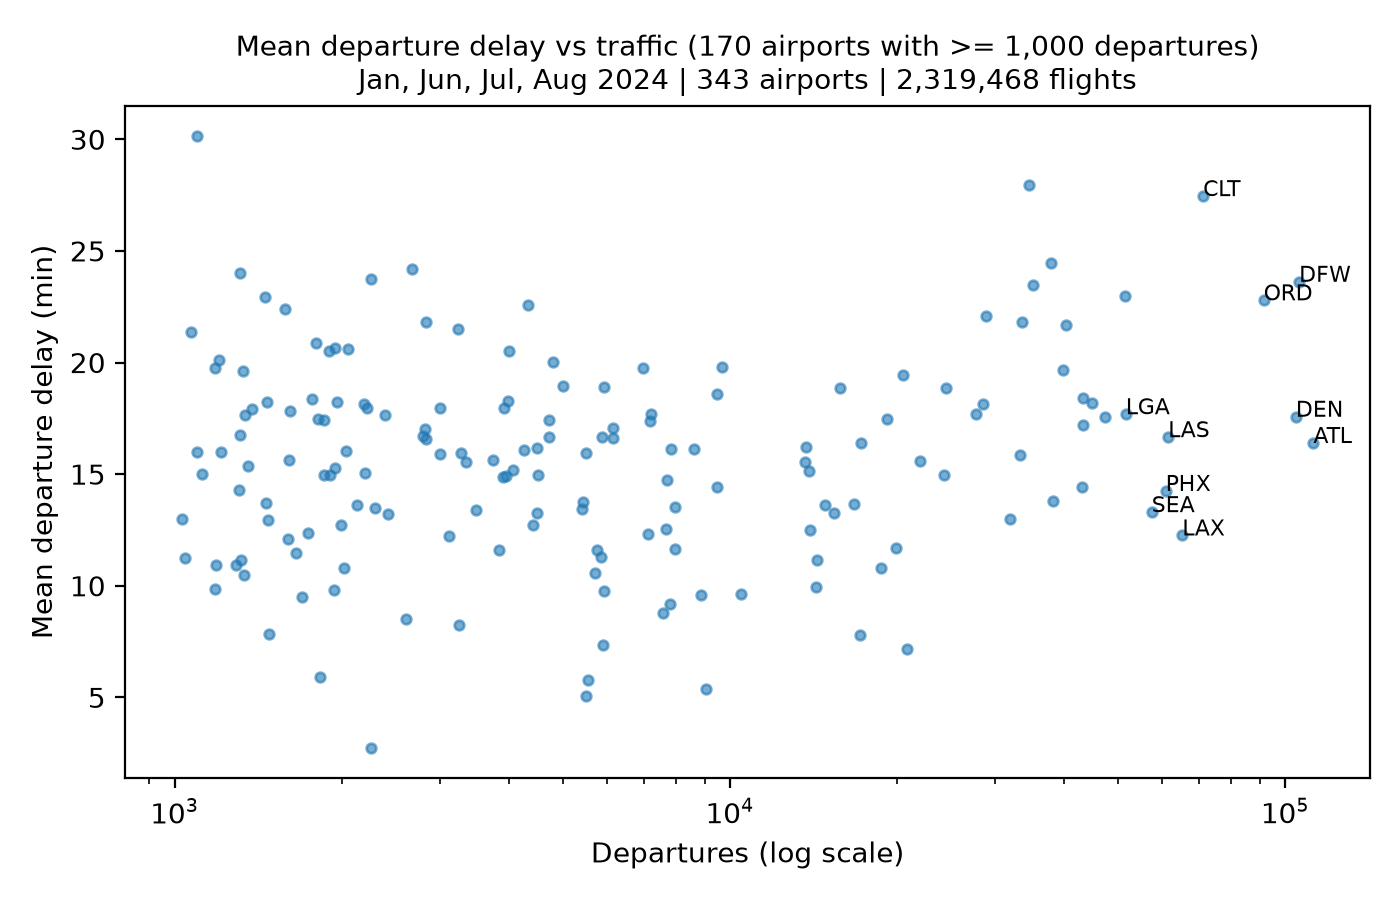 Mean departure delay vs traffic (170 airports with >= 1,000 departures)
Jan, Jun, Jul, Aug 2024 | 343 airports | 2,319,468 flights
Mean departure delay (min)
30
25
20
15
10
5
CLT
DFW
ORD
LGA
DEN
LAS
ATL
PHX
SEA
LAX
10³
10⁴
10⁵
Departures (log scale)